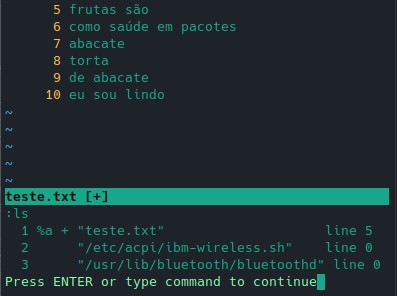 5 frutas são
6 como saúde em pacotes
7 abacate
8 torta
9 de abacate
10 eu sou lindo
~
~
~
~
~
teste.txt [+]
:ls
1 %a + "teste.txt" line 5
2 "/etc/acpi/ibm-wireless.sh" line 0
3 "/usr/lib/bluetooth/bluetoothd" line 0
Press ENTER or type command to continue